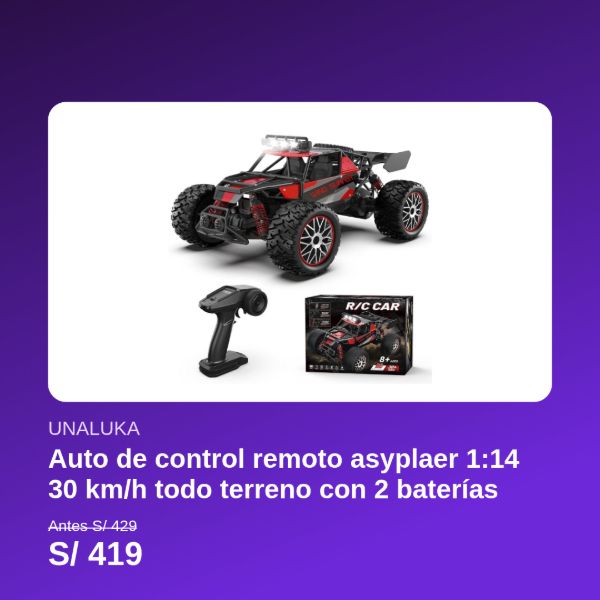 R/C CAR
8+
UNALUKA
Auto de control remoto asyplaer 1:14
30 km/h todo terreno con 2 baterías
Antes S/ 429
S/ 419